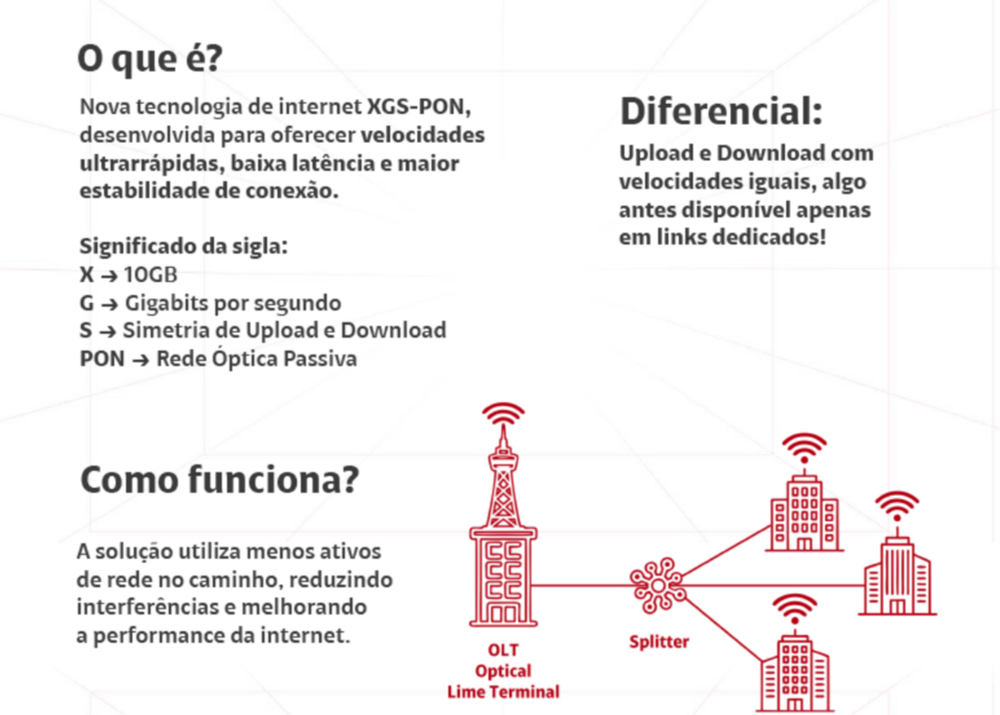 O que é?
Nova tecnologia de internet XGS-PON,
desenvolvida para oferecer velocidades
ultrarrápidas, baixa latência e maior
estabilidade de conexão.
Significado da sigla:
X → 10GB
G → Gigabits por segundo
S → Simetria de Upload e Download
PON → Rede Óptica Passiva
Diferencial:
Upload e Download com
velocidades iguais, algo
antes disponível apenas
em links dedicados!
Como funciona?
A solução utiliza menos ativos
de rede no caminho, reduzindo
interferências e melhorando
a performance da internet.
OLT
Optical
Lime Terminal
Splitter